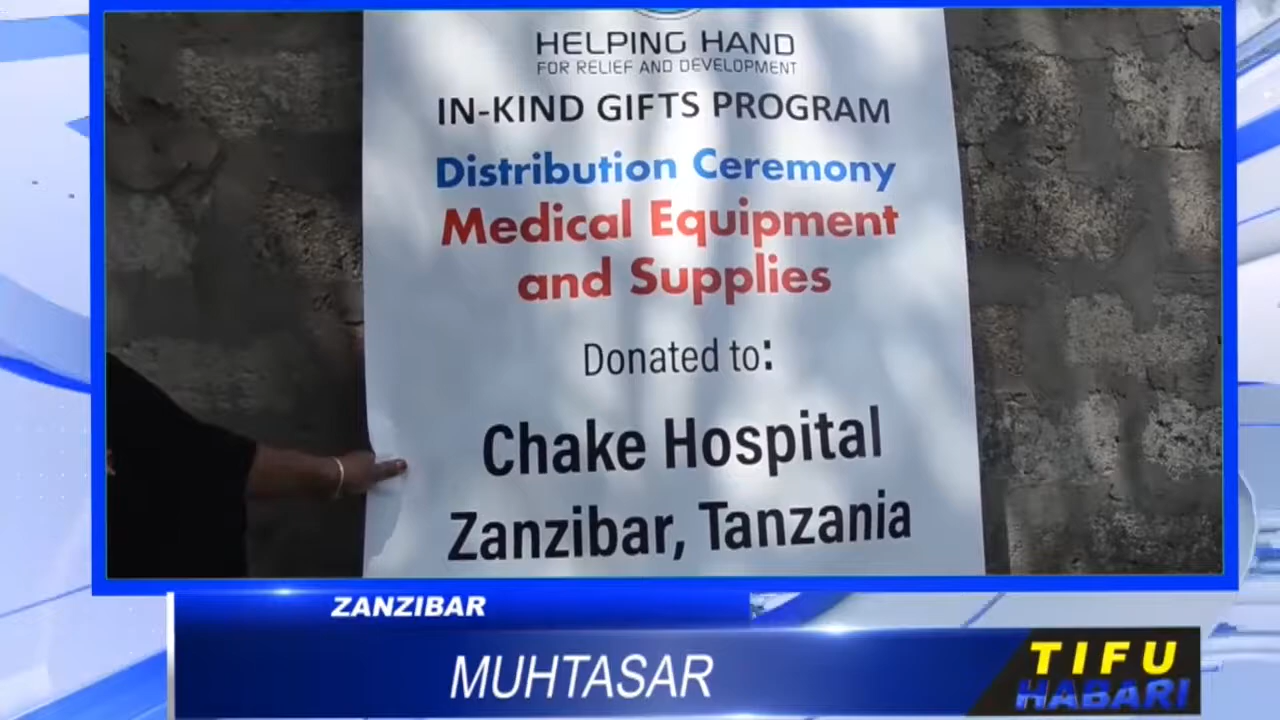 HELPING HAND
FOR RELIEF AND DEVELOPMENT
IN-KIND GIFTS PROGRAM
Distribution Ceremony
Medical Equipment
and Supplies
Donated to:
Chake Hospital
Zanzibar, Tanzania
ZANZIBAR
MUHTASAR
TIFU
HABARI